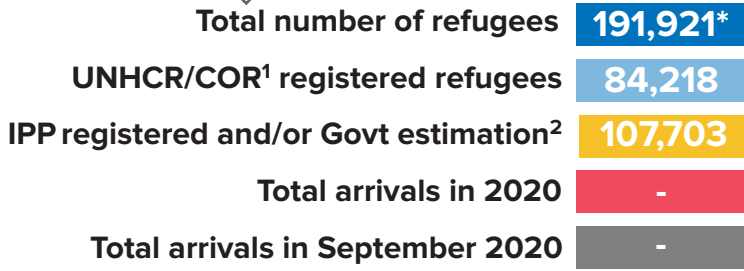 Total number of refugees 191,921*
UNHCR/COR¹ registered refugees 84,218
IPP registered and/or Govt estimation² 107,703
Total arrivals in 2020 -
Total arrivals in September 2020 -